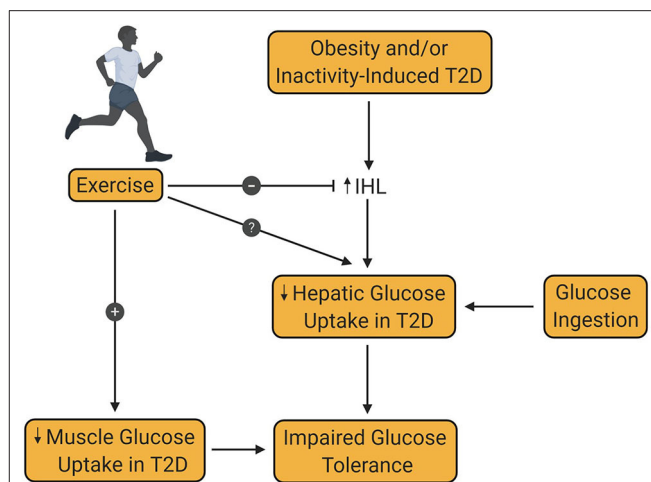 Obesity and/or
Inactivity-Induced T2D
Exercise
−
↑IHL
?
↓Hepatic Glucose
Uptake in T2D
Glucose
Ingestion
+
↓Muscle Glucose
Uptake in T2D
Impaired Glucose
Tolerance